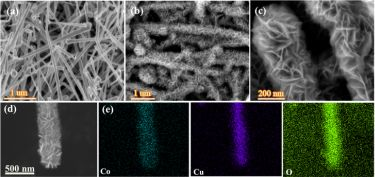 (a)
(b)
(c)
1 um
1 um
200 nm
(d)
(e)
500 nm
Co
Cu
O